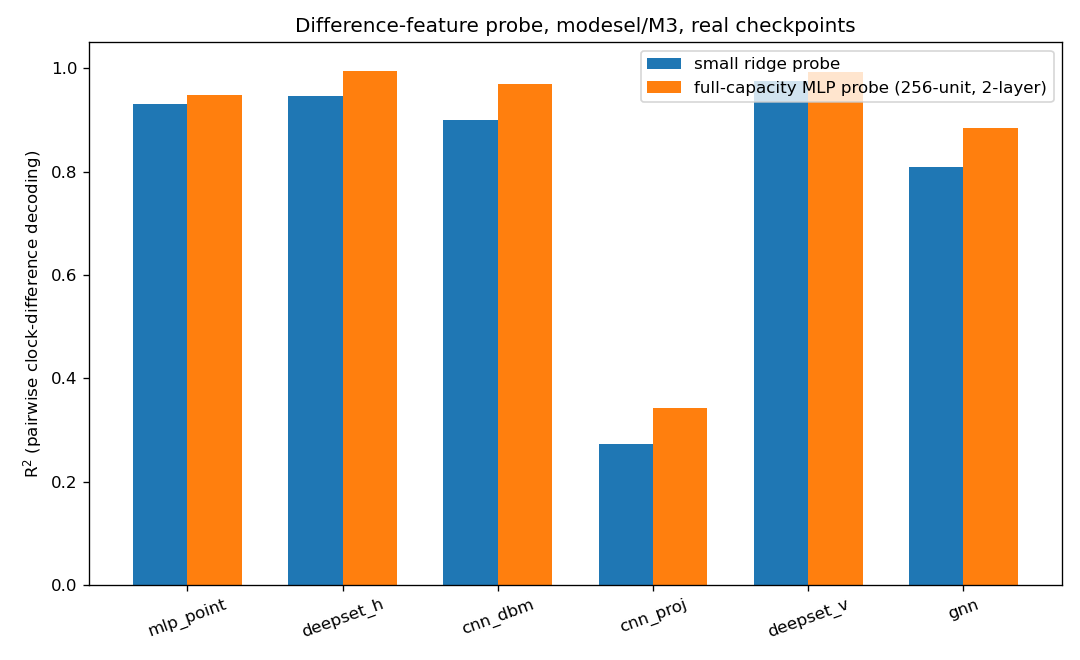 Difference-feature probe, modesel/M3, real checkpoints
small ridge probe
full-capacity MLP probe (256-unit, 2-layer)
R² (pairwise clock-difference decoding)
1.0
0.8
0.6
0.4
0.2
0.0
mlp_point
deepset_h
cnn_dbm
cnn_proj
deepset_v
gnn